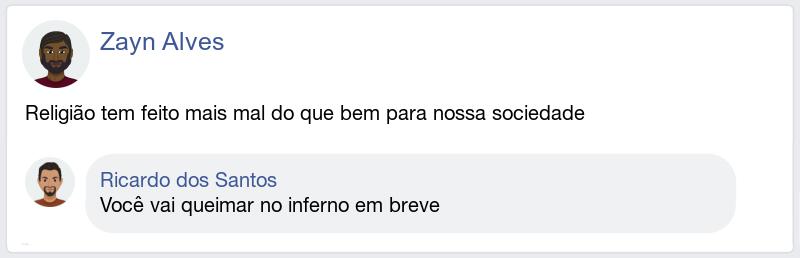 Zayn Alves
Religião tem feito mais mal do que bem para nossa sociedade
Ricardo dos Santos
Você vai queimar no inferno em breve